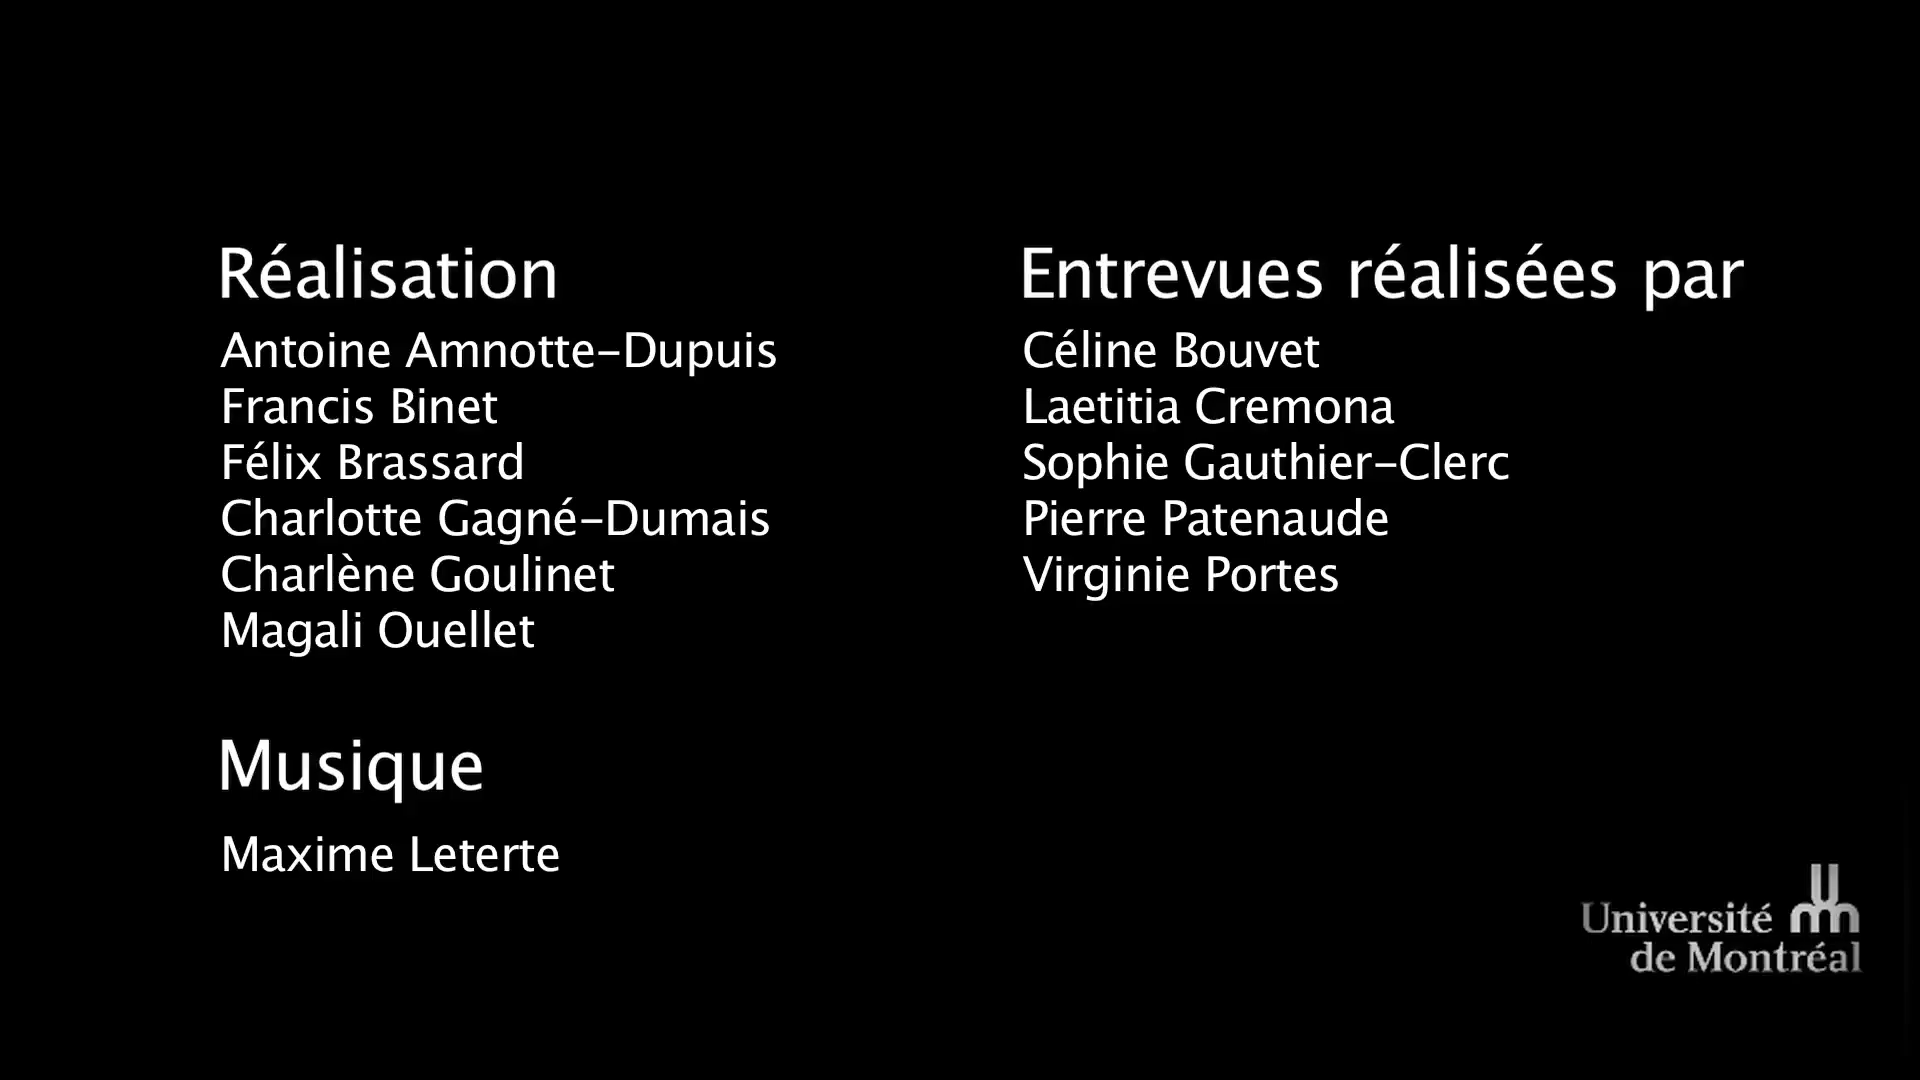 Réalisation
Antoine Amnotte-Dupuis
Francis Binet
Félix Brassard
Charlotte Gagné-Dumais
Charlène Goulinet
Magali Ouellet
Musique
Maxime Leterte
Entrevues réalisées par
Céline Bouvet
Laetitia Cremona
Sophie Gauthier-Clerc
Pierre Patenaude
Virginie Portes
Université
de Montréal